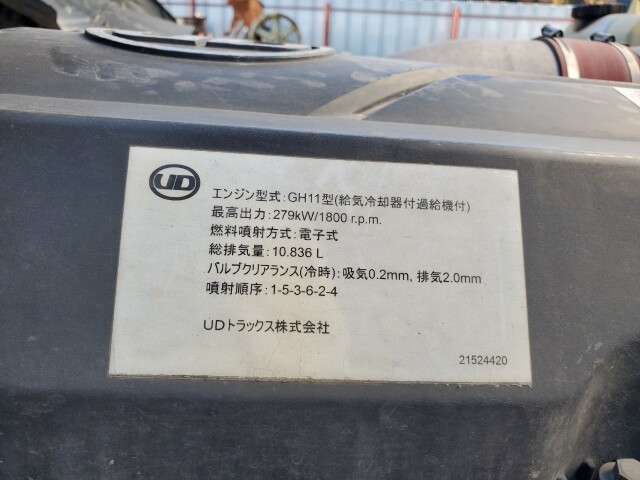 UD
エンジン型式:GH11型(給気冷却器付過給機付)
最高出力:279kW/1800 r.p.m.
燃料噴射方式:電子式
総排気量:10.836 L
バルブクリアランス(冷時):吸気0.2mm, 排気2.0mm
噴射順序:1-5-3-6-2-4
UDトラックス株式会社
21524420